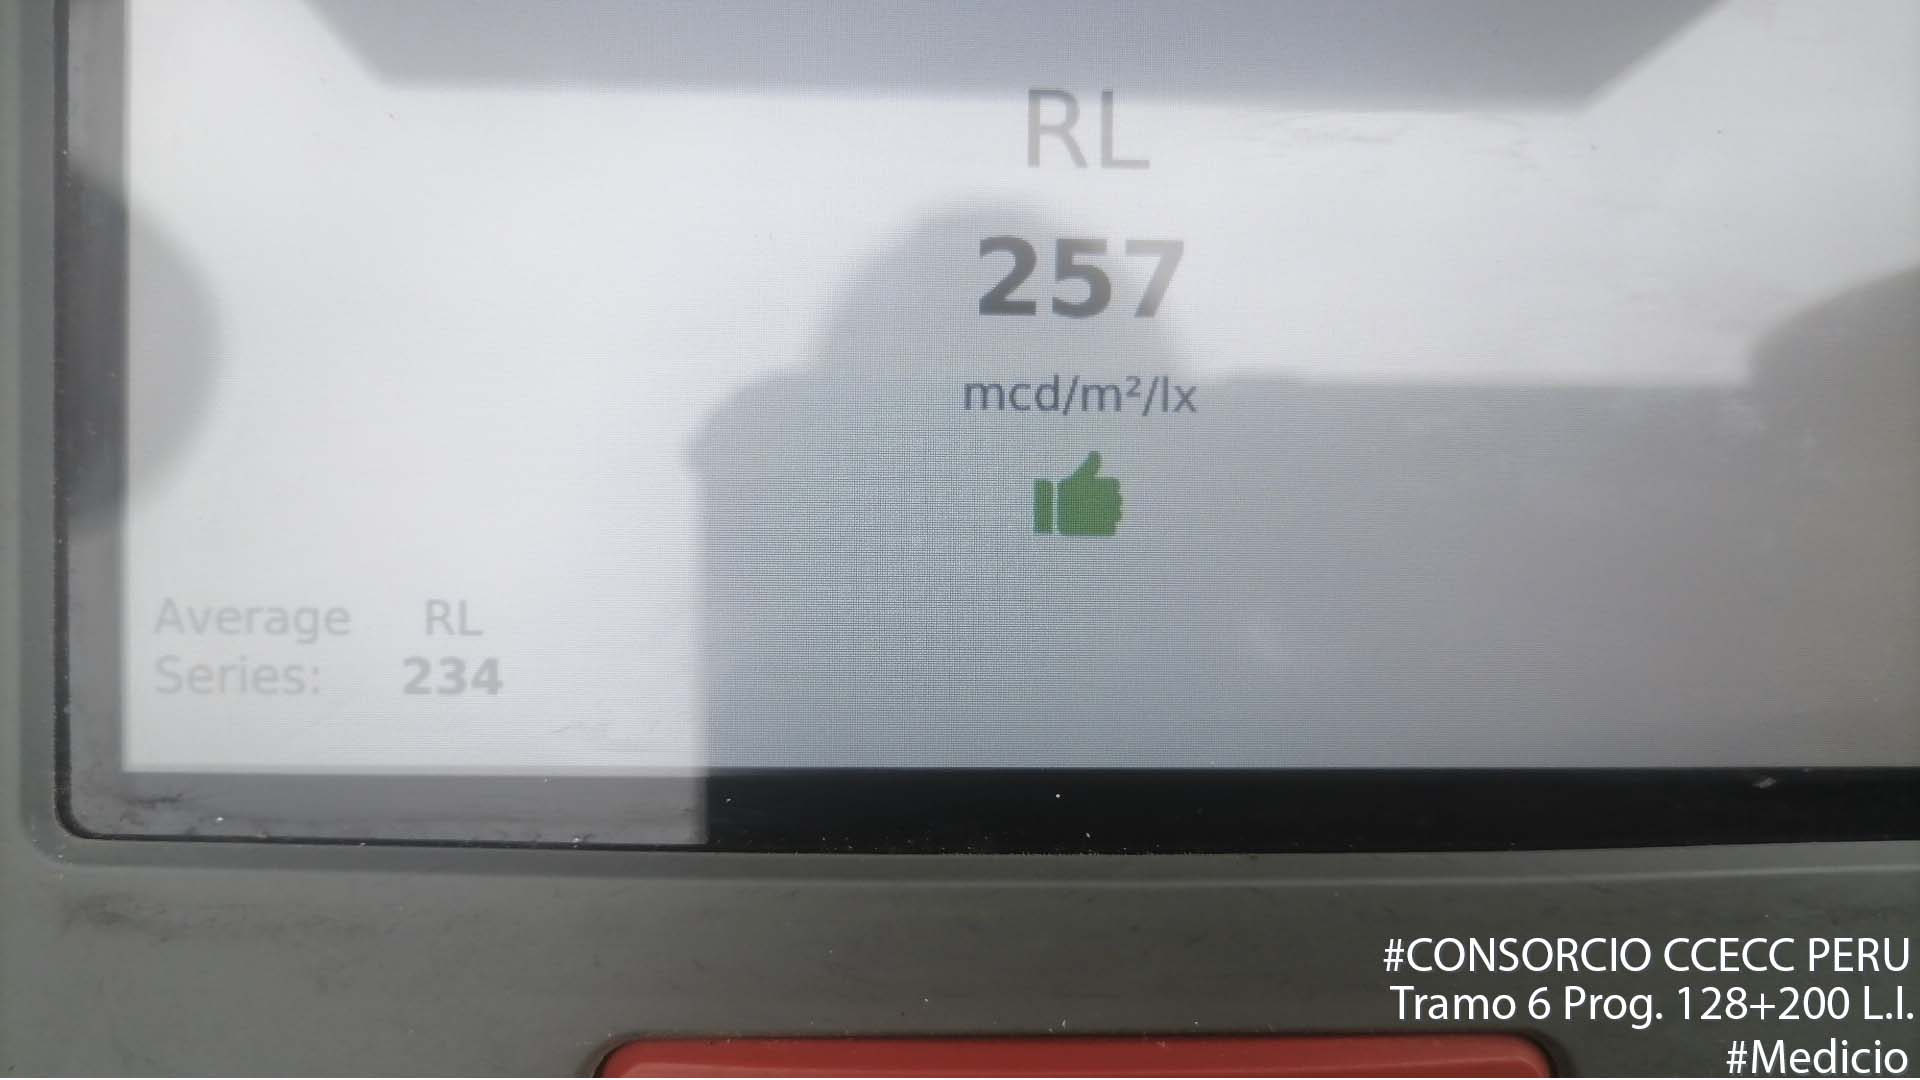 RL
257
mcd/m²/lx
Average RL
Series: 234
#CONSORCIO CCECC PERU
Tramo 6 Prog. 128+200 L.I.
#Medicio